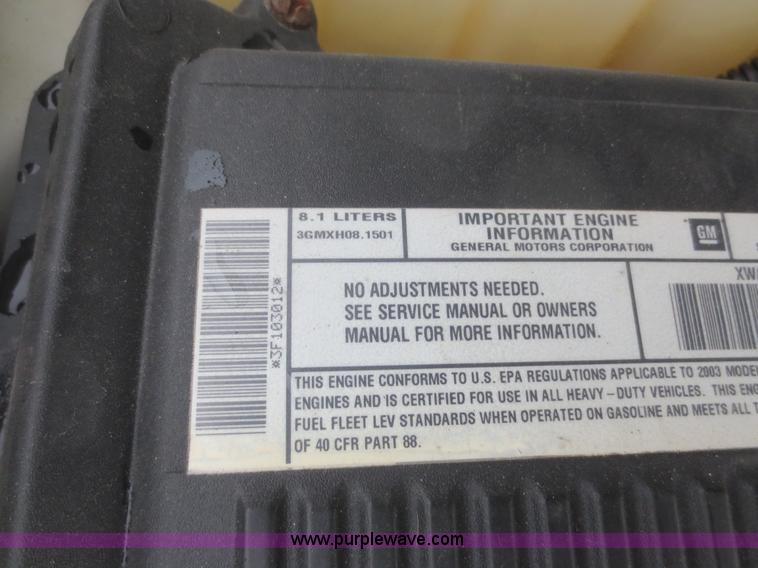 8.1 LITERS
3GMXH08.1501
IMPORTANT ENGINE
INFORMATION
GENERAL MOTORS CORPORATION
GM
*3F103012*
NO ADJUSTMENTS NEEDED.
SEE SERVICE MANUAL OR OWNERS
MANUAL FOR MORE INFORMATION.
THIS ENGINE CONFORMS TO U.S. EPA REGULATIONS APPLICABLE TO 2003 MODEL
ENGINES AND IS CERTIFIED FOR USE IN ALL HEAVY-DUTY VEHICLES. THIS ENG
FUEL FLEET LEV STANDARDS WHEN OPERATED ON GASOLINE AND MEETS ALL T
OF 40 CFR PART 88.
www.purplewave.com